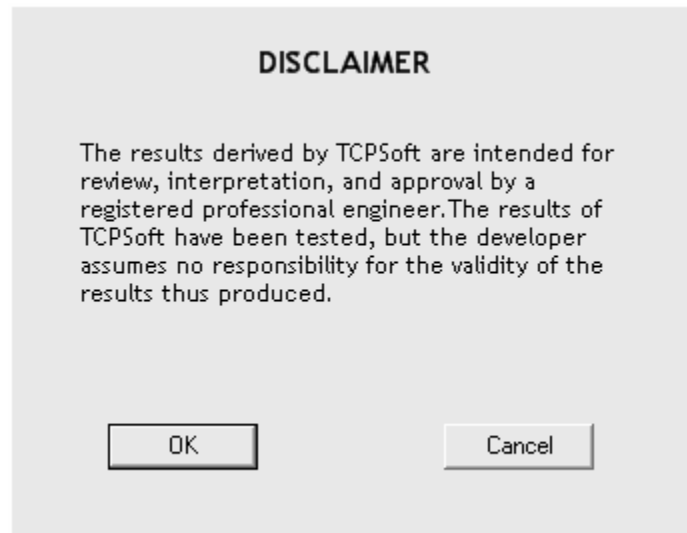 DISCLAIMER
The results derived by TCPSoft are intended for
review, interpretation, and approval by a
registered professional engineer.The results of
TCPSoft have been tested, but the developer
assumes no responsibility for the validity of the
results thus produced.
OK
Cancel